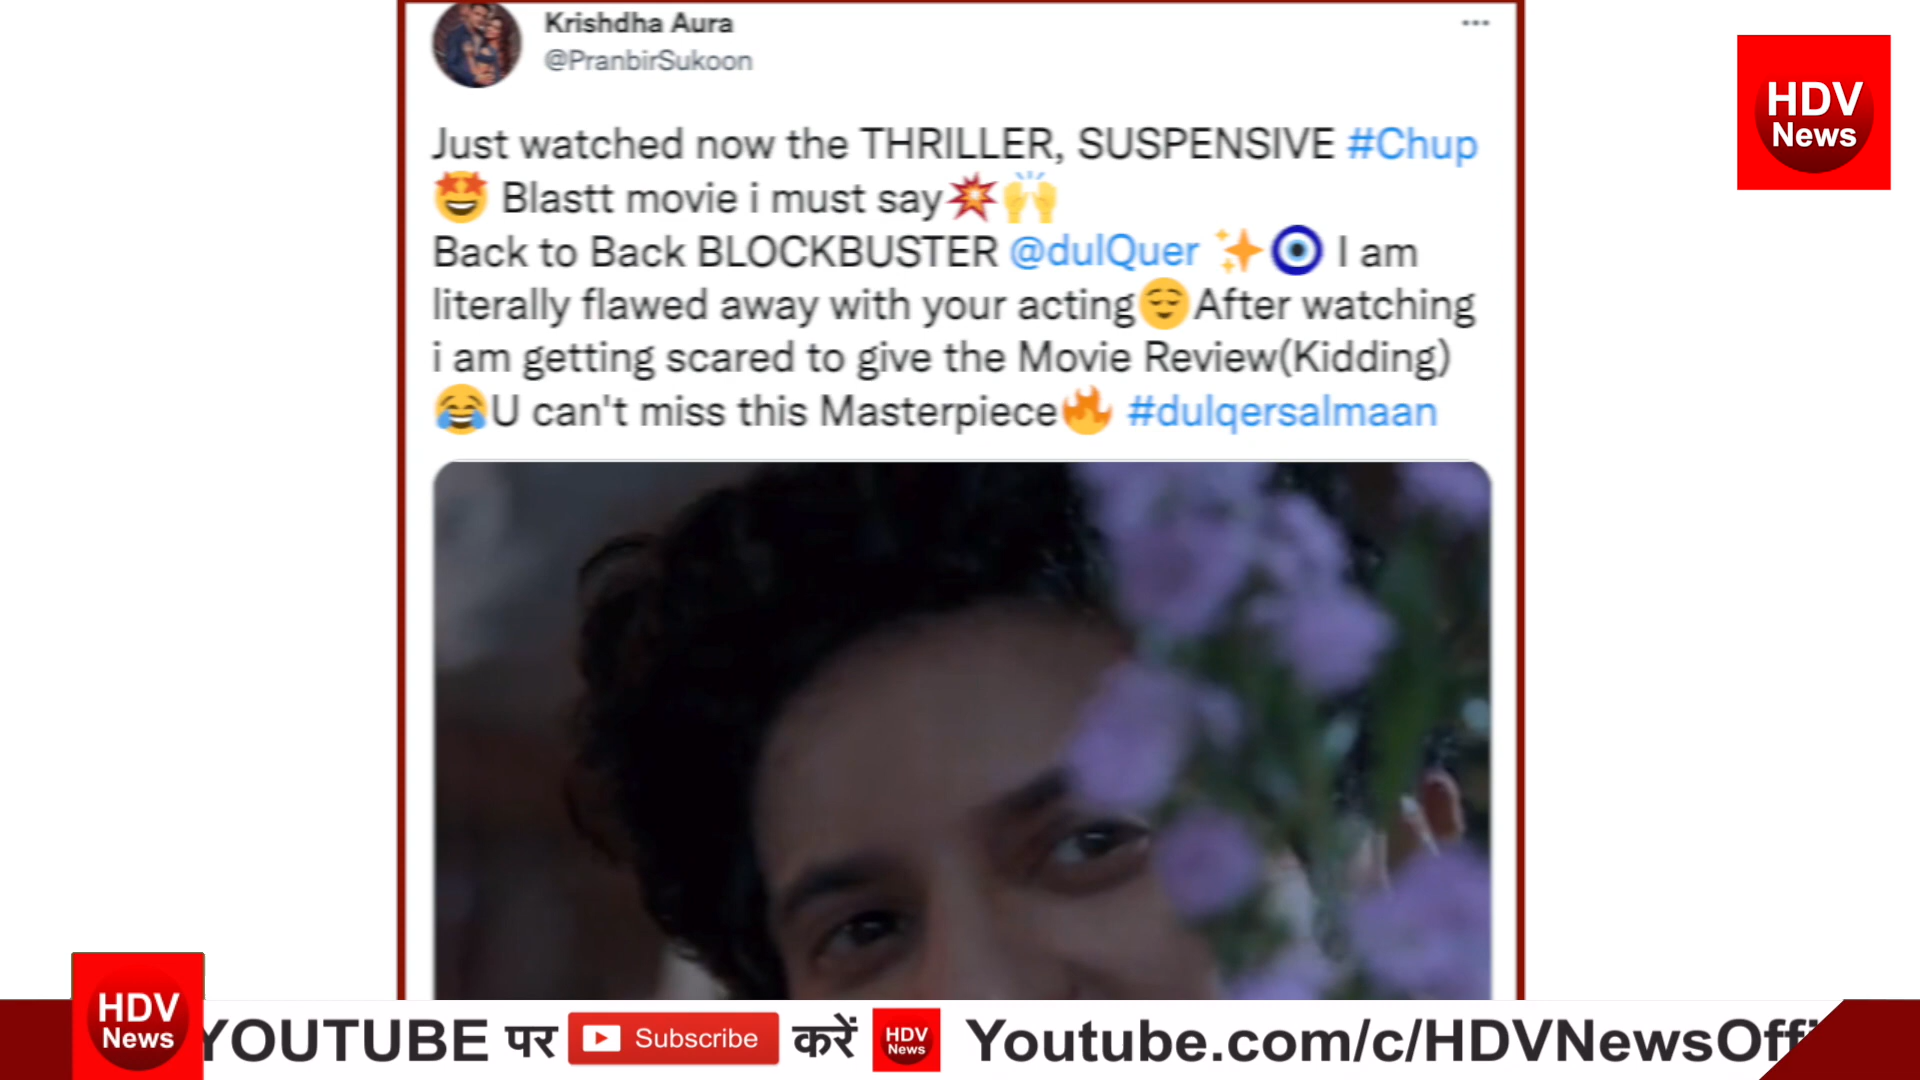 Krishdha Aura
@PranbirSukoon
HDV
News
Just watched now the THRILLER, SUSPENSIVE #Chup
🤩 Blastt movie i must say💥🙌
Back to Back BLOCKBUSTER @dulQuer ✨🧿 I am
literally flawed away with your acting😌After watching
i am getting scared to give the Movie Review(Kidding)
😂U can't miss this Masterpiece🔥 #dulqersalmaan
HDV
News
YOUTUBE पर Subscribe करें HDV News Youtube.com/c/HDVNewsOffi